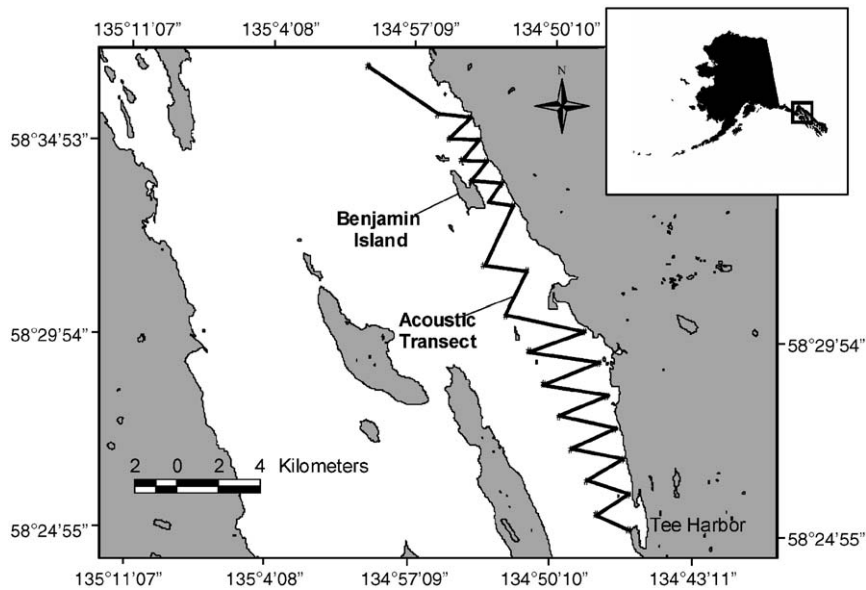 135°11'07"
135°4'08"
134°57'09
134°50'10
N
58°34'53"
Benjamin
Island
Acoustic
Transect
58°29'54"
58°29'54"
2 0 2 4 Kilometers
58°24'55"
Tee Harbor
58°24'55"
135°11'07"
135°4'08"
134°57'09
134°50'10
134°43'11"